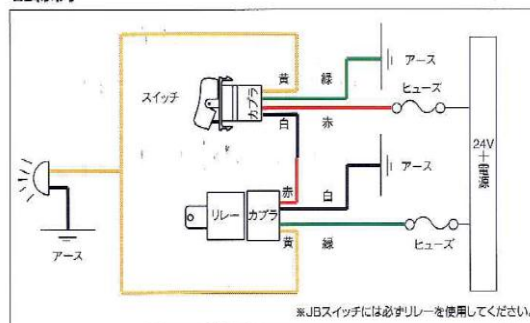 黄
緑
アース
スイッチ
カプラ
ヒューズ
白
赤
24V＋電源
赤
白
アース
リレー
カプラ
黄
緑
ヒューズ
アース
※JBスイッチには必ずリレーを使用してください。